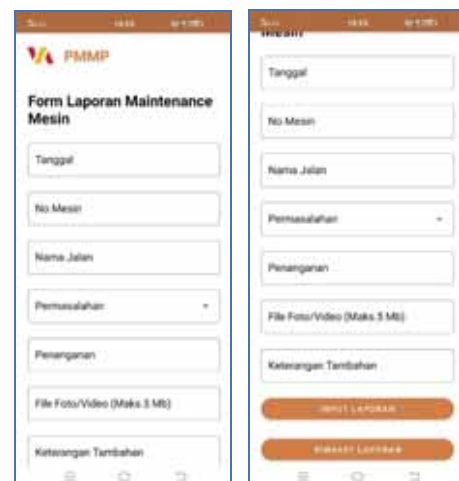 PMMP
Form Laporan Maintenance
Mesin
Tanggal
No Mesin
Nama Jalan
Permasalahan
Penanganan
File Foto/Video (Maks.5 Mb)
Keterangan Tambahan
Mesin
Tanggal
No Mesin
Nama Jalan
Permasalahan
Penanganan
File Foto/Video (Maks.5 Mb)
Keterangan Tambahan
INPUT LAPORAN
LAPORAN